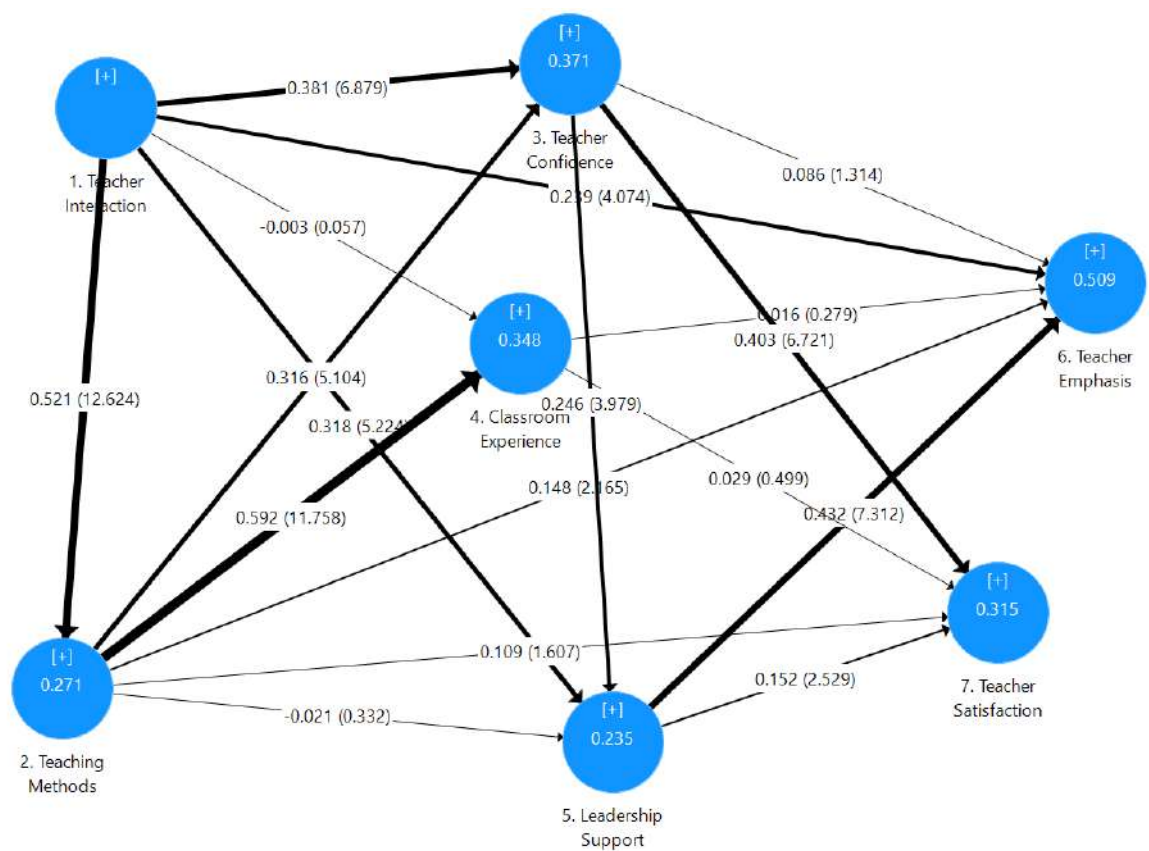 [+]
0.371
[+]
0.381 (6.879)
3. Teacher
Confidence
0.086 (1.314)
1. Teacher
Interaction
0.239 (4.074)
-0.003 (0.057)
[+]
0.509
[+]
0.348
0.016 (0.279)
0.403 (6.721)
6. Teacher
Emphasis
0.316 (5.104)
0.521 (12.624)
0.246 (3.979)
4. Classroom
Experience
0.318 (5.224)
0.029 (0.499)
0.148 (2.165)
0.592 (11.758)
0.432 (7.312)
[+]
0.315
0.109 (1.607)
[+]
0.271
0.152 (2.529)
7. Teacher
Satisfaction
-0.021 (0.332)
[+]
0.235
2. Teaching
Methods
5. Leadership
Support